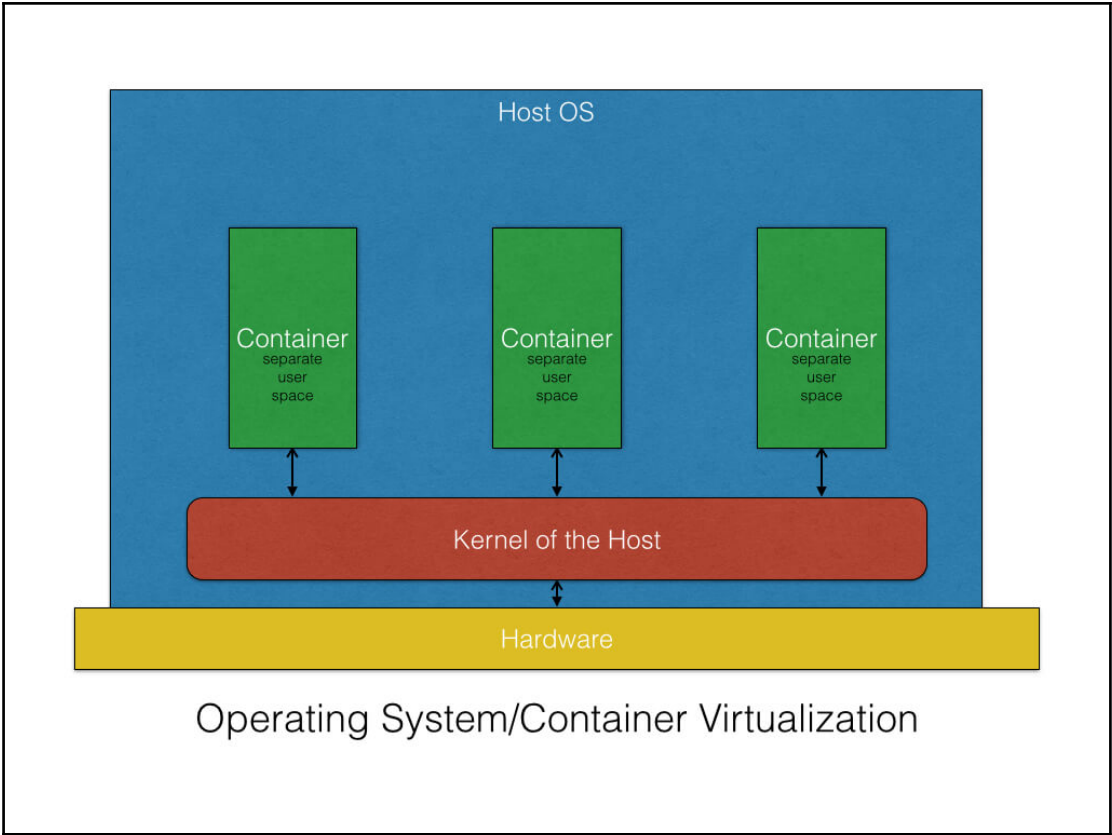 Host OS
Container
separate
user
space
Container
separate
user
space
Container
separate
user
space
Kernel of the Host
Hardware
Operating System/Container Virtualization